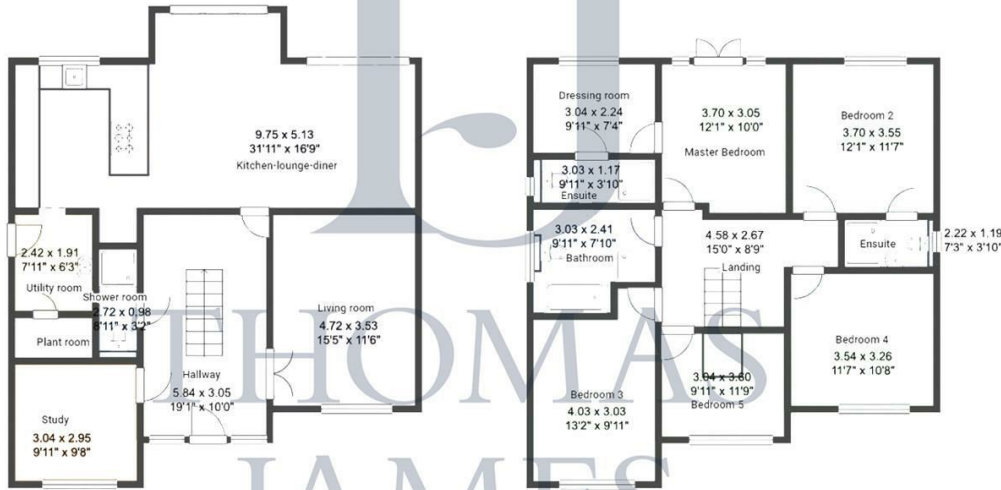 9.75 x 5.13
31'11" x 16'9"
Kitchen-lounge-diner
2.42 x 1.91
7'11" x 6'3"
Utility room
Shower room
2.72 x 0.98
8'11" x 3'2"
Plant room
Living room
4.72 x 3.53
15'5" x 11'6"
Hallway
5.84 x 3.05
19'1" x 10'0"
Study
3.04 x 2.95
9'11" x 9'8"
Dressing room
3.04 x 2.24
9'11" x 7'4"
3.70 x 3.05
12'1" x 10'0"
Master Bedroom
Bedroom 2
3.70 x 3.55
12'1" x 11'7"
3.03 x 1.17
9'11" x 3'10"
Ensuite
3.03 x 2.41
9'11" x 7'10"
Bathroom
4.58 x 2.67
15'0" x 8'9"
Landing
Ensuite
2.22 x 1.19
7'3" x 3'10"
Bedroom 4
3.54 x 3.26
11'7" x 10'8"
Bedroom 3
4.03 x 3.03
13'2" x 9'11"
3.04 x 3.60
9'11" x 11'9"
Bedroom 5
THOMAS
JAMES